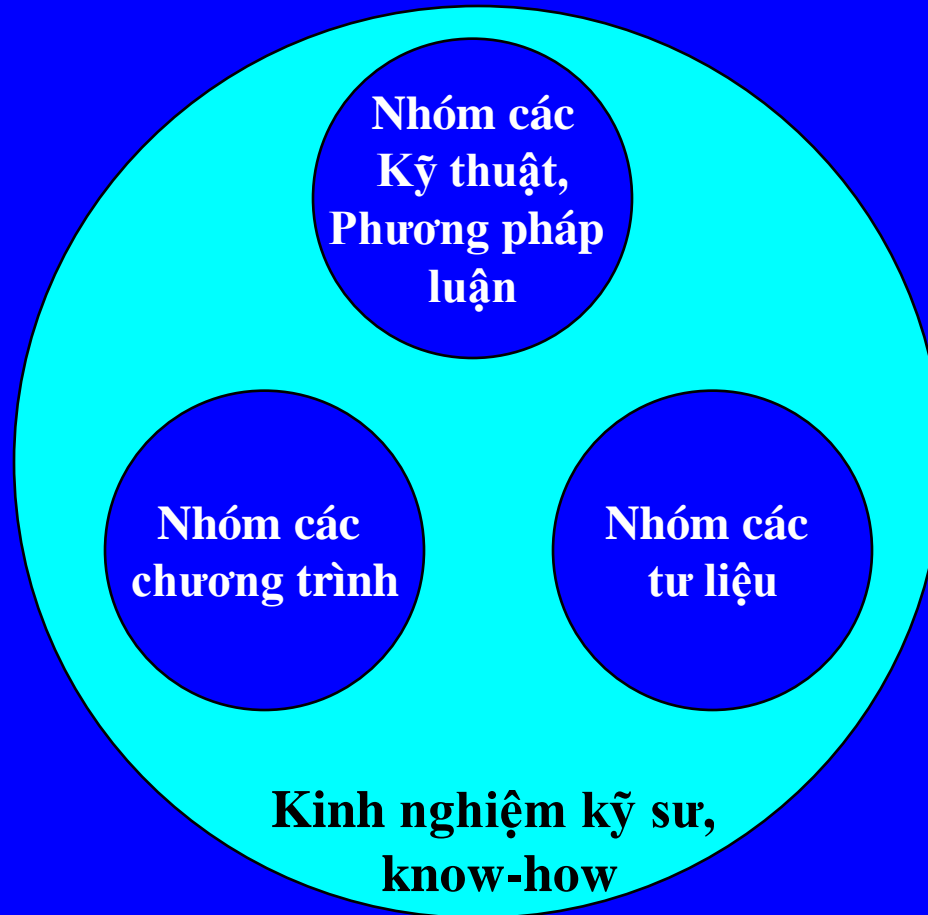 Nhóm các
Kỹ thuật,
Phương pháp
luận
Nhóm các
chương trình
Nhóm các
tư liệu
Kinh nghiệm kỹ sư,
know-how